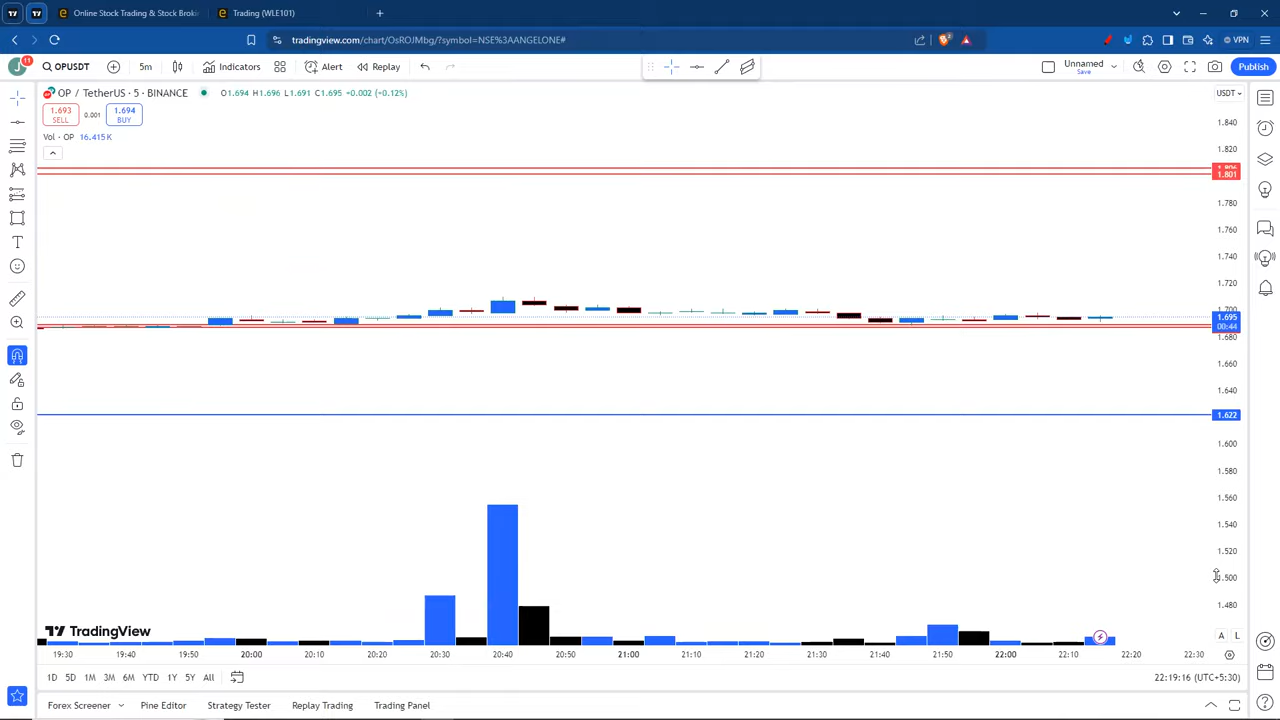 Online Stock Trading & Stock Broki
Trading (WLE101)
tradingview.com/chart/OsROJMbg/?symbol=NSE%3AANGELONE#
2
VPN
J
11
OPUSDT
5m
Indicators
Alert
Replay
Unnamed
Save
Publish
OP / TetherUS · 5 · BINANCE
O1.694 H1.696 L1.691 C1.695 +0.002 (+0.12%)
USDT
1.693
SELL
0.001
1.694
BUY
Vol · OP 16.415K
1.840
1.820
1.801
1.780
1.760
1.740
1.720
1.695
00:44
1.680
1.660
1.640
1.622
1.600
1.580
1.560
1.540
1.520
1.500
1.480
TradingView
A L
19:30 19:40 19:50 20:00 20:10 20:20 20:30 20:40 20:50 21:00 21:10 21:20 21:30 21:40 21:50 22:00 22:10 22:20 22:30
1D 5D 1M 3M 6M YTD 1Y 5Y All
22:19:16 (UTC+5:30)
Forex Screener Pine Editor Strategy Tester Replay Trading Trading Panel